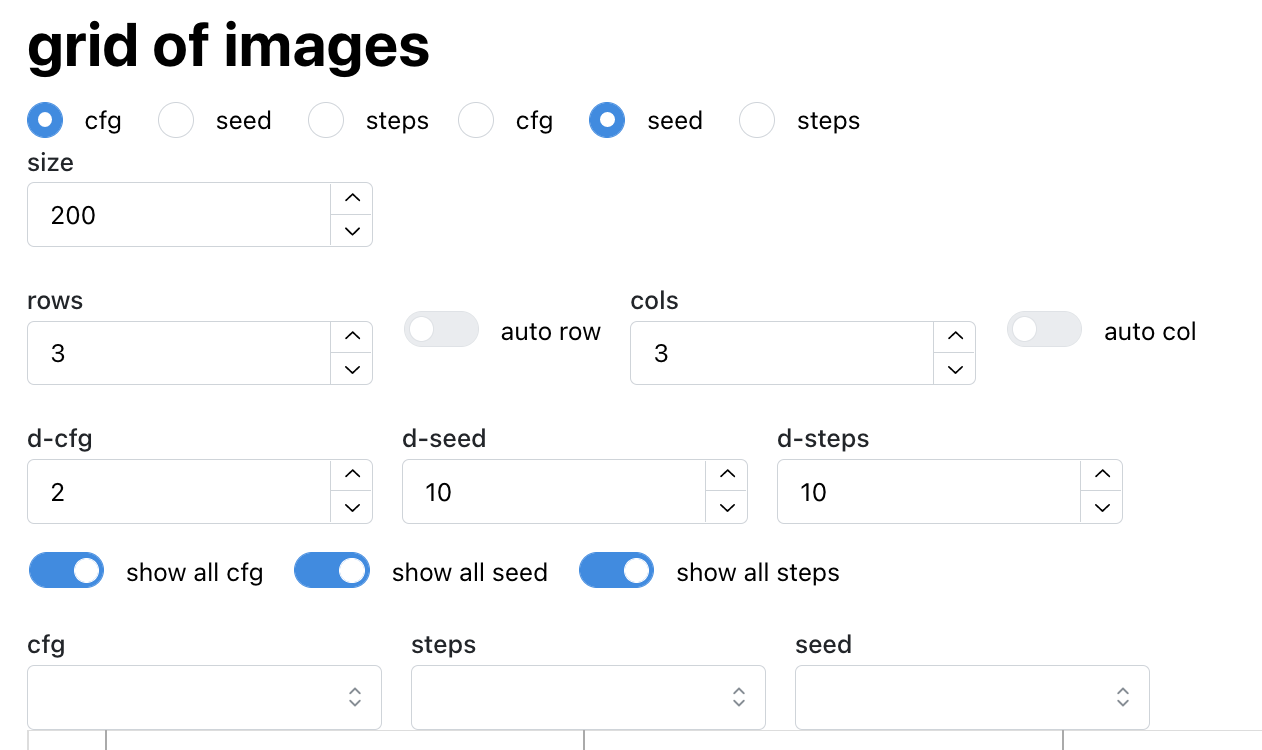 grid of images
cfg seed steps cfg seed steps
size
200
rows auto row cols auto col
3 3
d-cfg d-seed d-steps
2 10 10
show all cfg show all seed show all steps
cfg steps seed